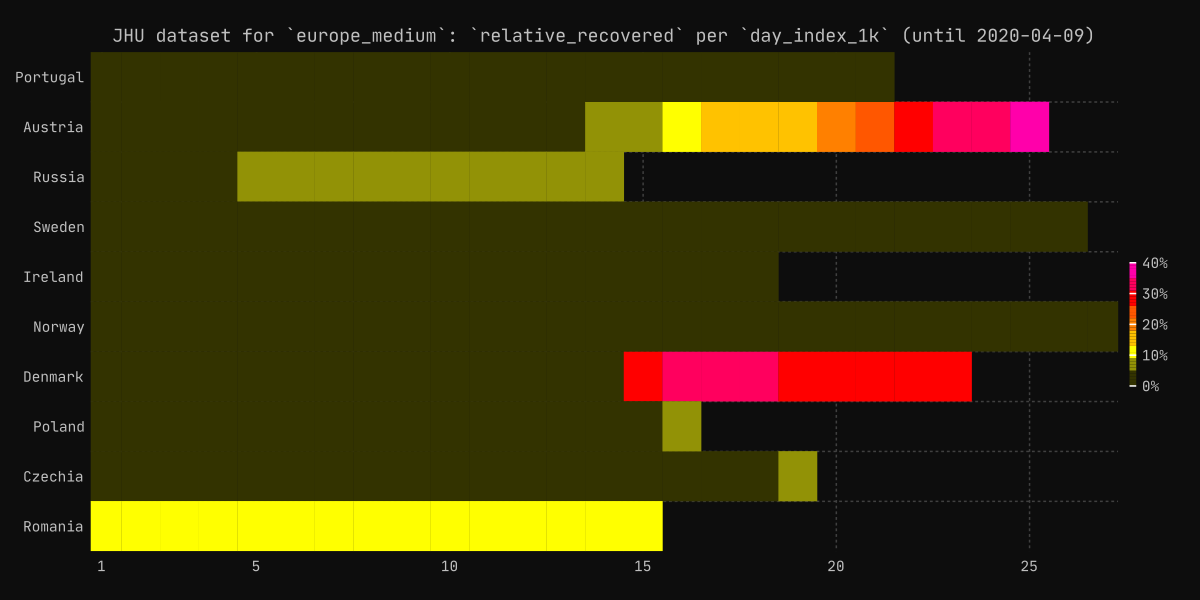 JHU dataset for `europe_medium`: `relative_recovered` per `day_index_1k` (until 2020-04-09)
Portugal
Austria
Russia
Sweden
Ireland
Norway
Denmark
Poland
Czechia
Romania
40%
30%
20%
10%
0%
1 5 10 15 20 25